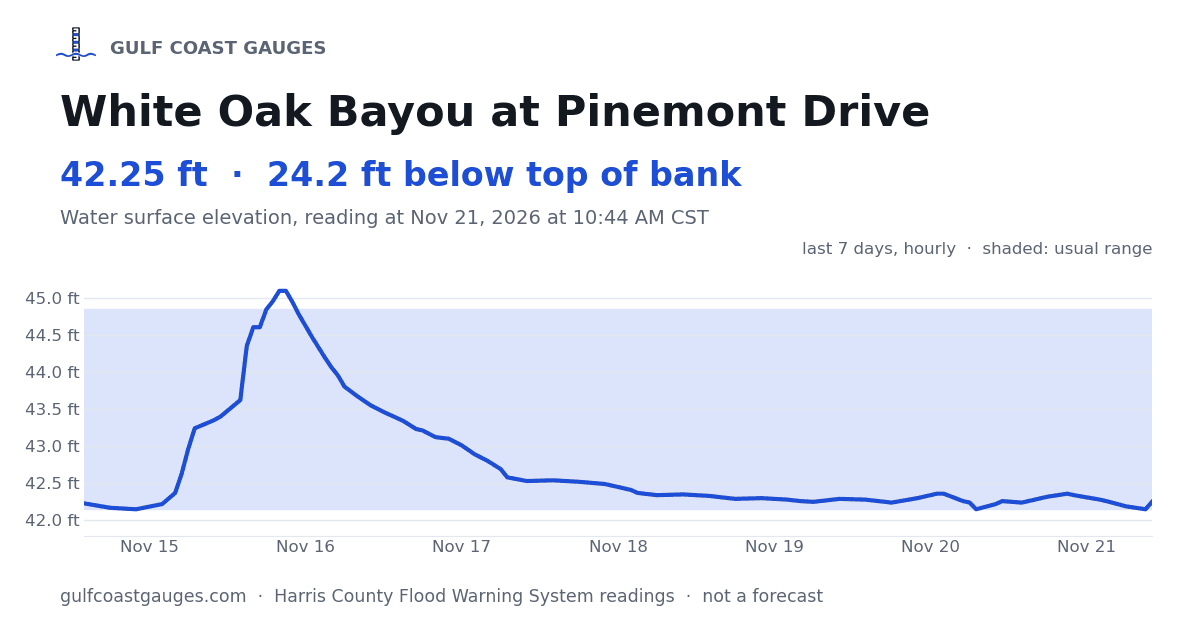 GULF COAST GAUGES
White Oak Bayou at Pinemont Drive
42.25 ft · 24.2 ft below top of bank
Water surface elevation, reading at Nov 21, 2026 at 10:44 AM CST
last 7 days, hourly · shaded: usual range
45.0 ft
44.5 ft
44.0 ft
43.5 ft
43.0 ft
42.5 ft
42.0 ft
Nov 15 Nov 16 Nov 17 Nov 18 Nov 19 Nov 20 Nov 21
gulfcoastgauges.com · Harris County Flood Warning System readings · not a forecast